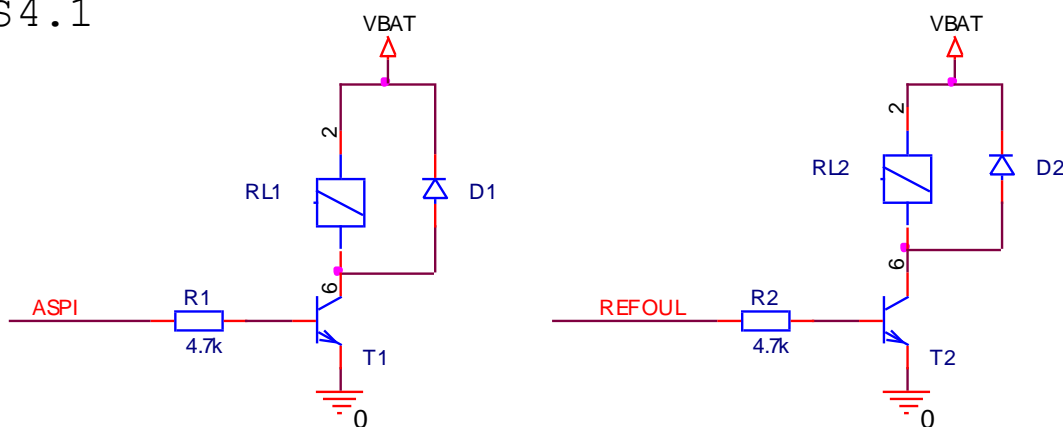 S4.1
VBAT
VBAT
2
2
RL1
D1
RL2
D2
6
6
ASPI
R1
4.7k
T1
REFOUL
R2
4.7k
T2
0
0